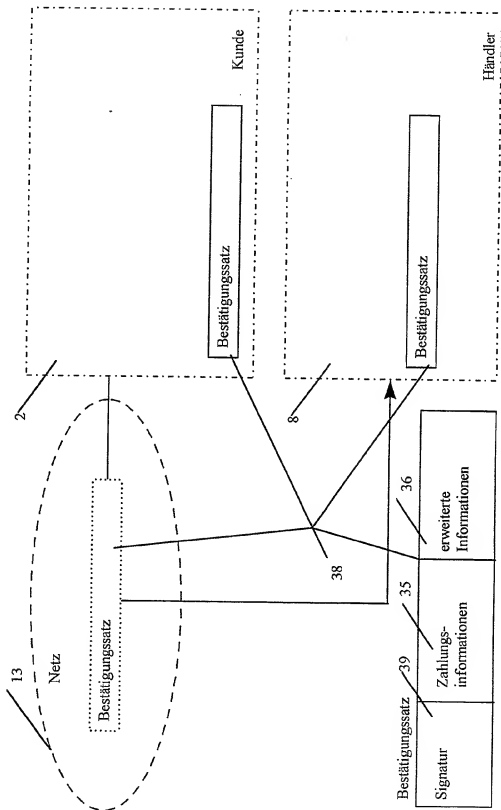 13
Netz
Bestätigungssatz
2
Kunde
Bestätigungssatz
8
Händler
Bestätigungssatz
38
Bestätigungssatz
39
35
36
Signatur
Zahlungs-
informationen
erweiterte
Informationen